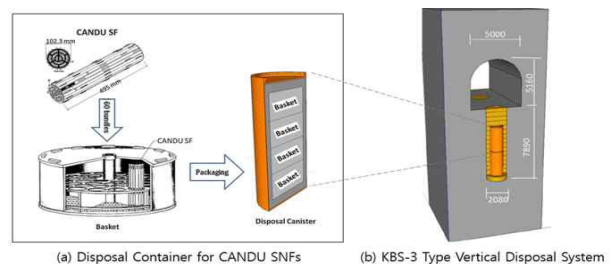 CANDU SF
102.3 mm
495 mm
60 bundles
CANDU SF
Basket
Packaging
Basket
Basket
Basket
Basket
Disposal Canister
(a) Disposal Container for CANDU SNFs
5000
5160
7890
2080
(b) KBS-3 Type Vertical Disposal System